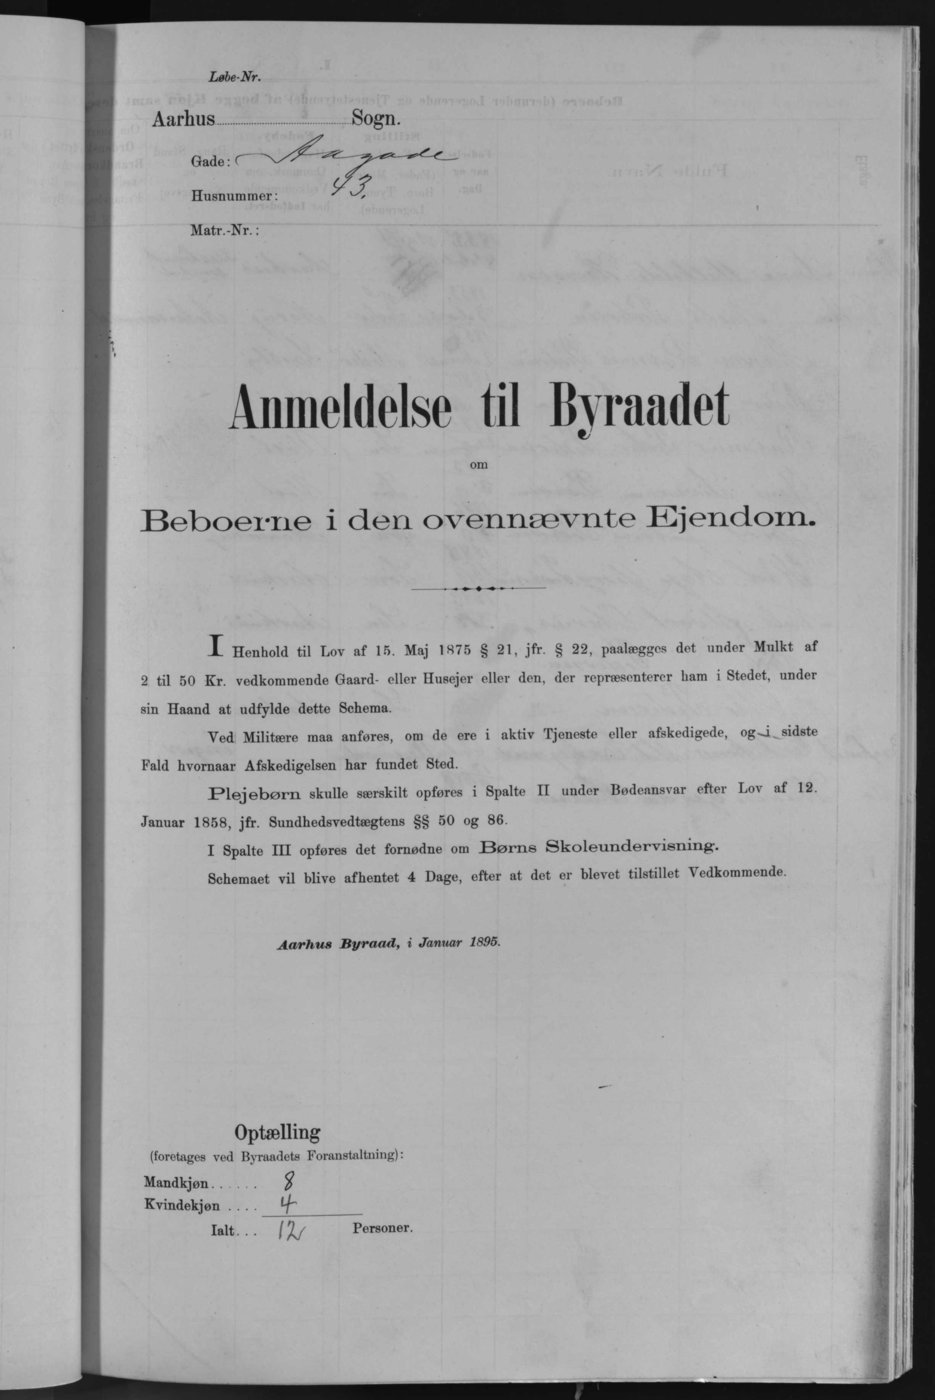 Løbe-Nr.
Aarhus Sogn.
Gade: Aagade
Husnummer: 43.
Matr.-Nr.:
Anmeldelse til Byraadet
om
Beboerne i den ovennævnte Ejendom.
I Henhold til Lov af 15. Maj 1875 § 21, jfr. § 22, paalægges det under Mulkt af
2 til 50 Kr. vedkommende Gaard- eller Husejer eller den, der repræsenterer ham i Stedet, under
sin Haand at udfylde dette Schema.
Ved Militære maa anføres, om de ere i aktiv Tjeneste eller afskedigede, og i sidste
Fald hvornaar Afskedigelsen har fundet Sted.
Plejebørn skulle særskilt opføres i Spalte II under Bødeansvar efter Lov af 12.
Januar 1858, jfr. Sundhedsvedtægtens §§ 50 og 86.
I Spalte III opføres det fornødne om Børns Skoleundervisning.
Schemaet vil blive afhentet 4 Dage, efter at det er blevet tilstillet Vedkommende.
Aarhus Byraad, i Januar 1895.
Optælling
(foretages ved Byraadets Foranstaltning):
Mandkjøn...... 8
Kvindekjøn .... 4
Ialt... 12 Personer.